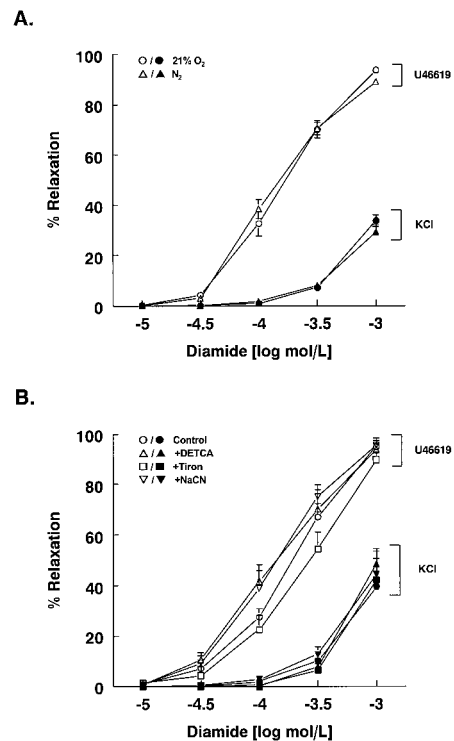 A.
○/● 21% O₂
△/▲ N₂
U46619
KCl
% Relaxation
100
80
60
40
20
0
-5 -4.5 -4 -3.5 -3
Diamide [log mol/L]
B.
○/● Control
△/▲ +DETCA
□/■ +Tiron
▽/▼ +NaCN
U46619
KCl
% Relaxation
100
80
60
40
20
0
-5 -4.5 -4 -3.5 -3
Diamide [log mol/L]